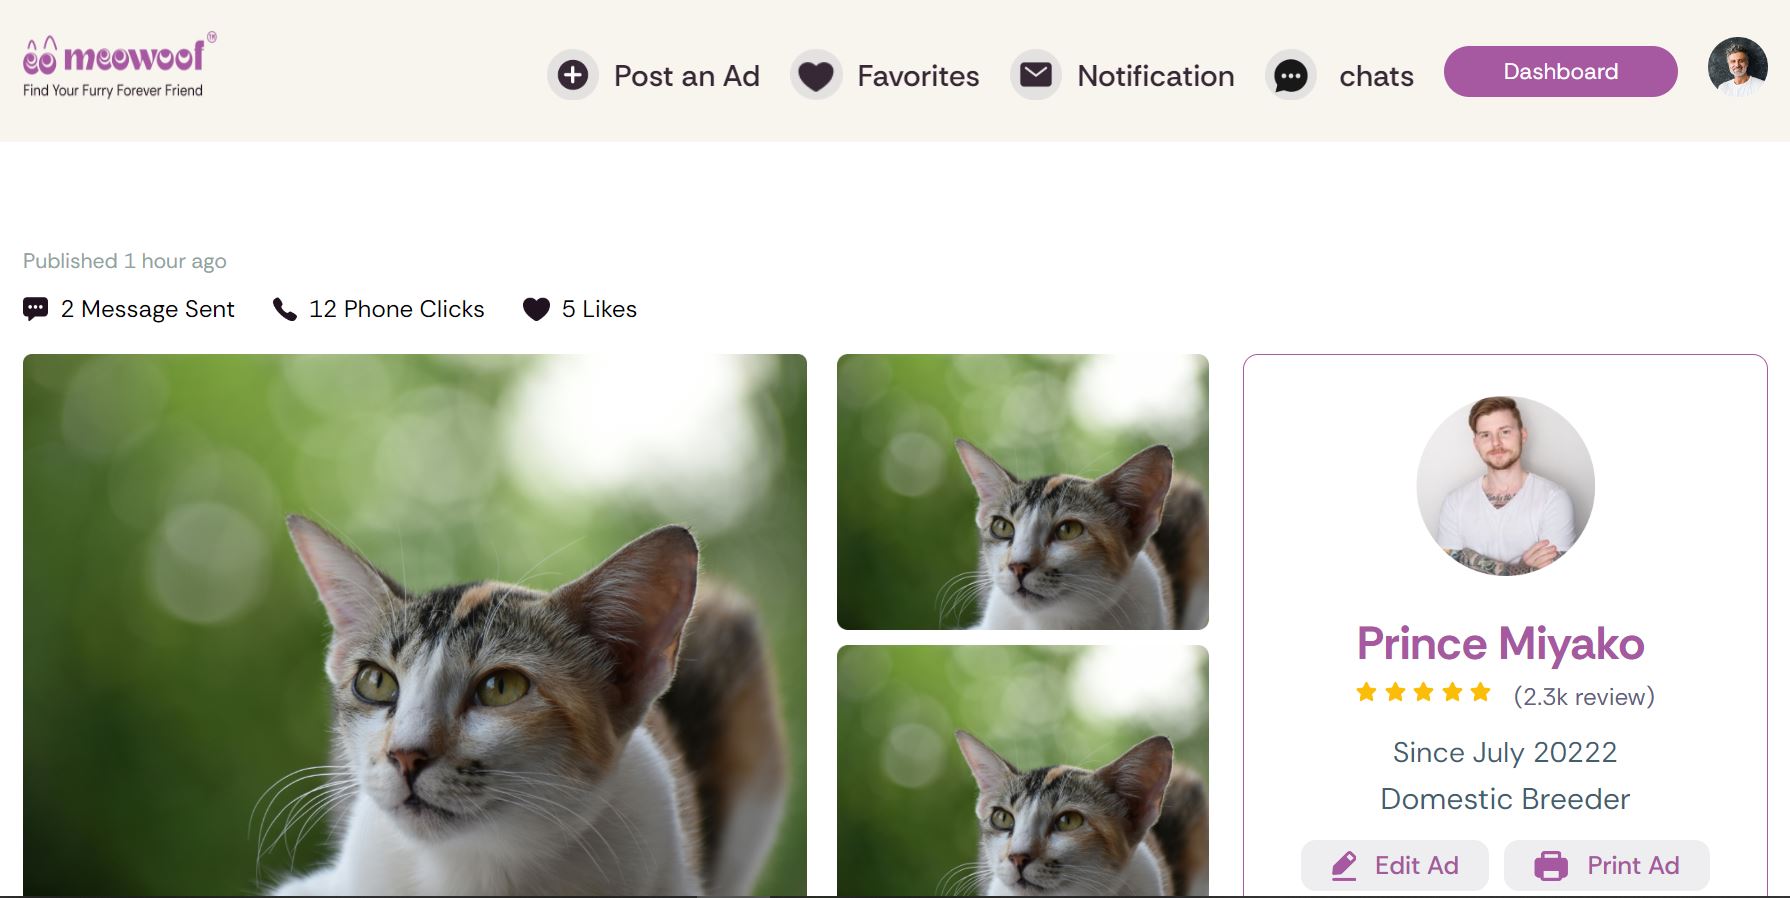 meowoof
TM
Find Your Furry Forever Friend
Post an Ad
Favorites
Notification
chats
Dashboard
Published 1 hour ago
2 Message Sent
12 Phone Clicks
5 Likes
Prince Miyako
(2.3k review)
Since July 20222
Domestic Breeder
Edit Ad
Print Ad